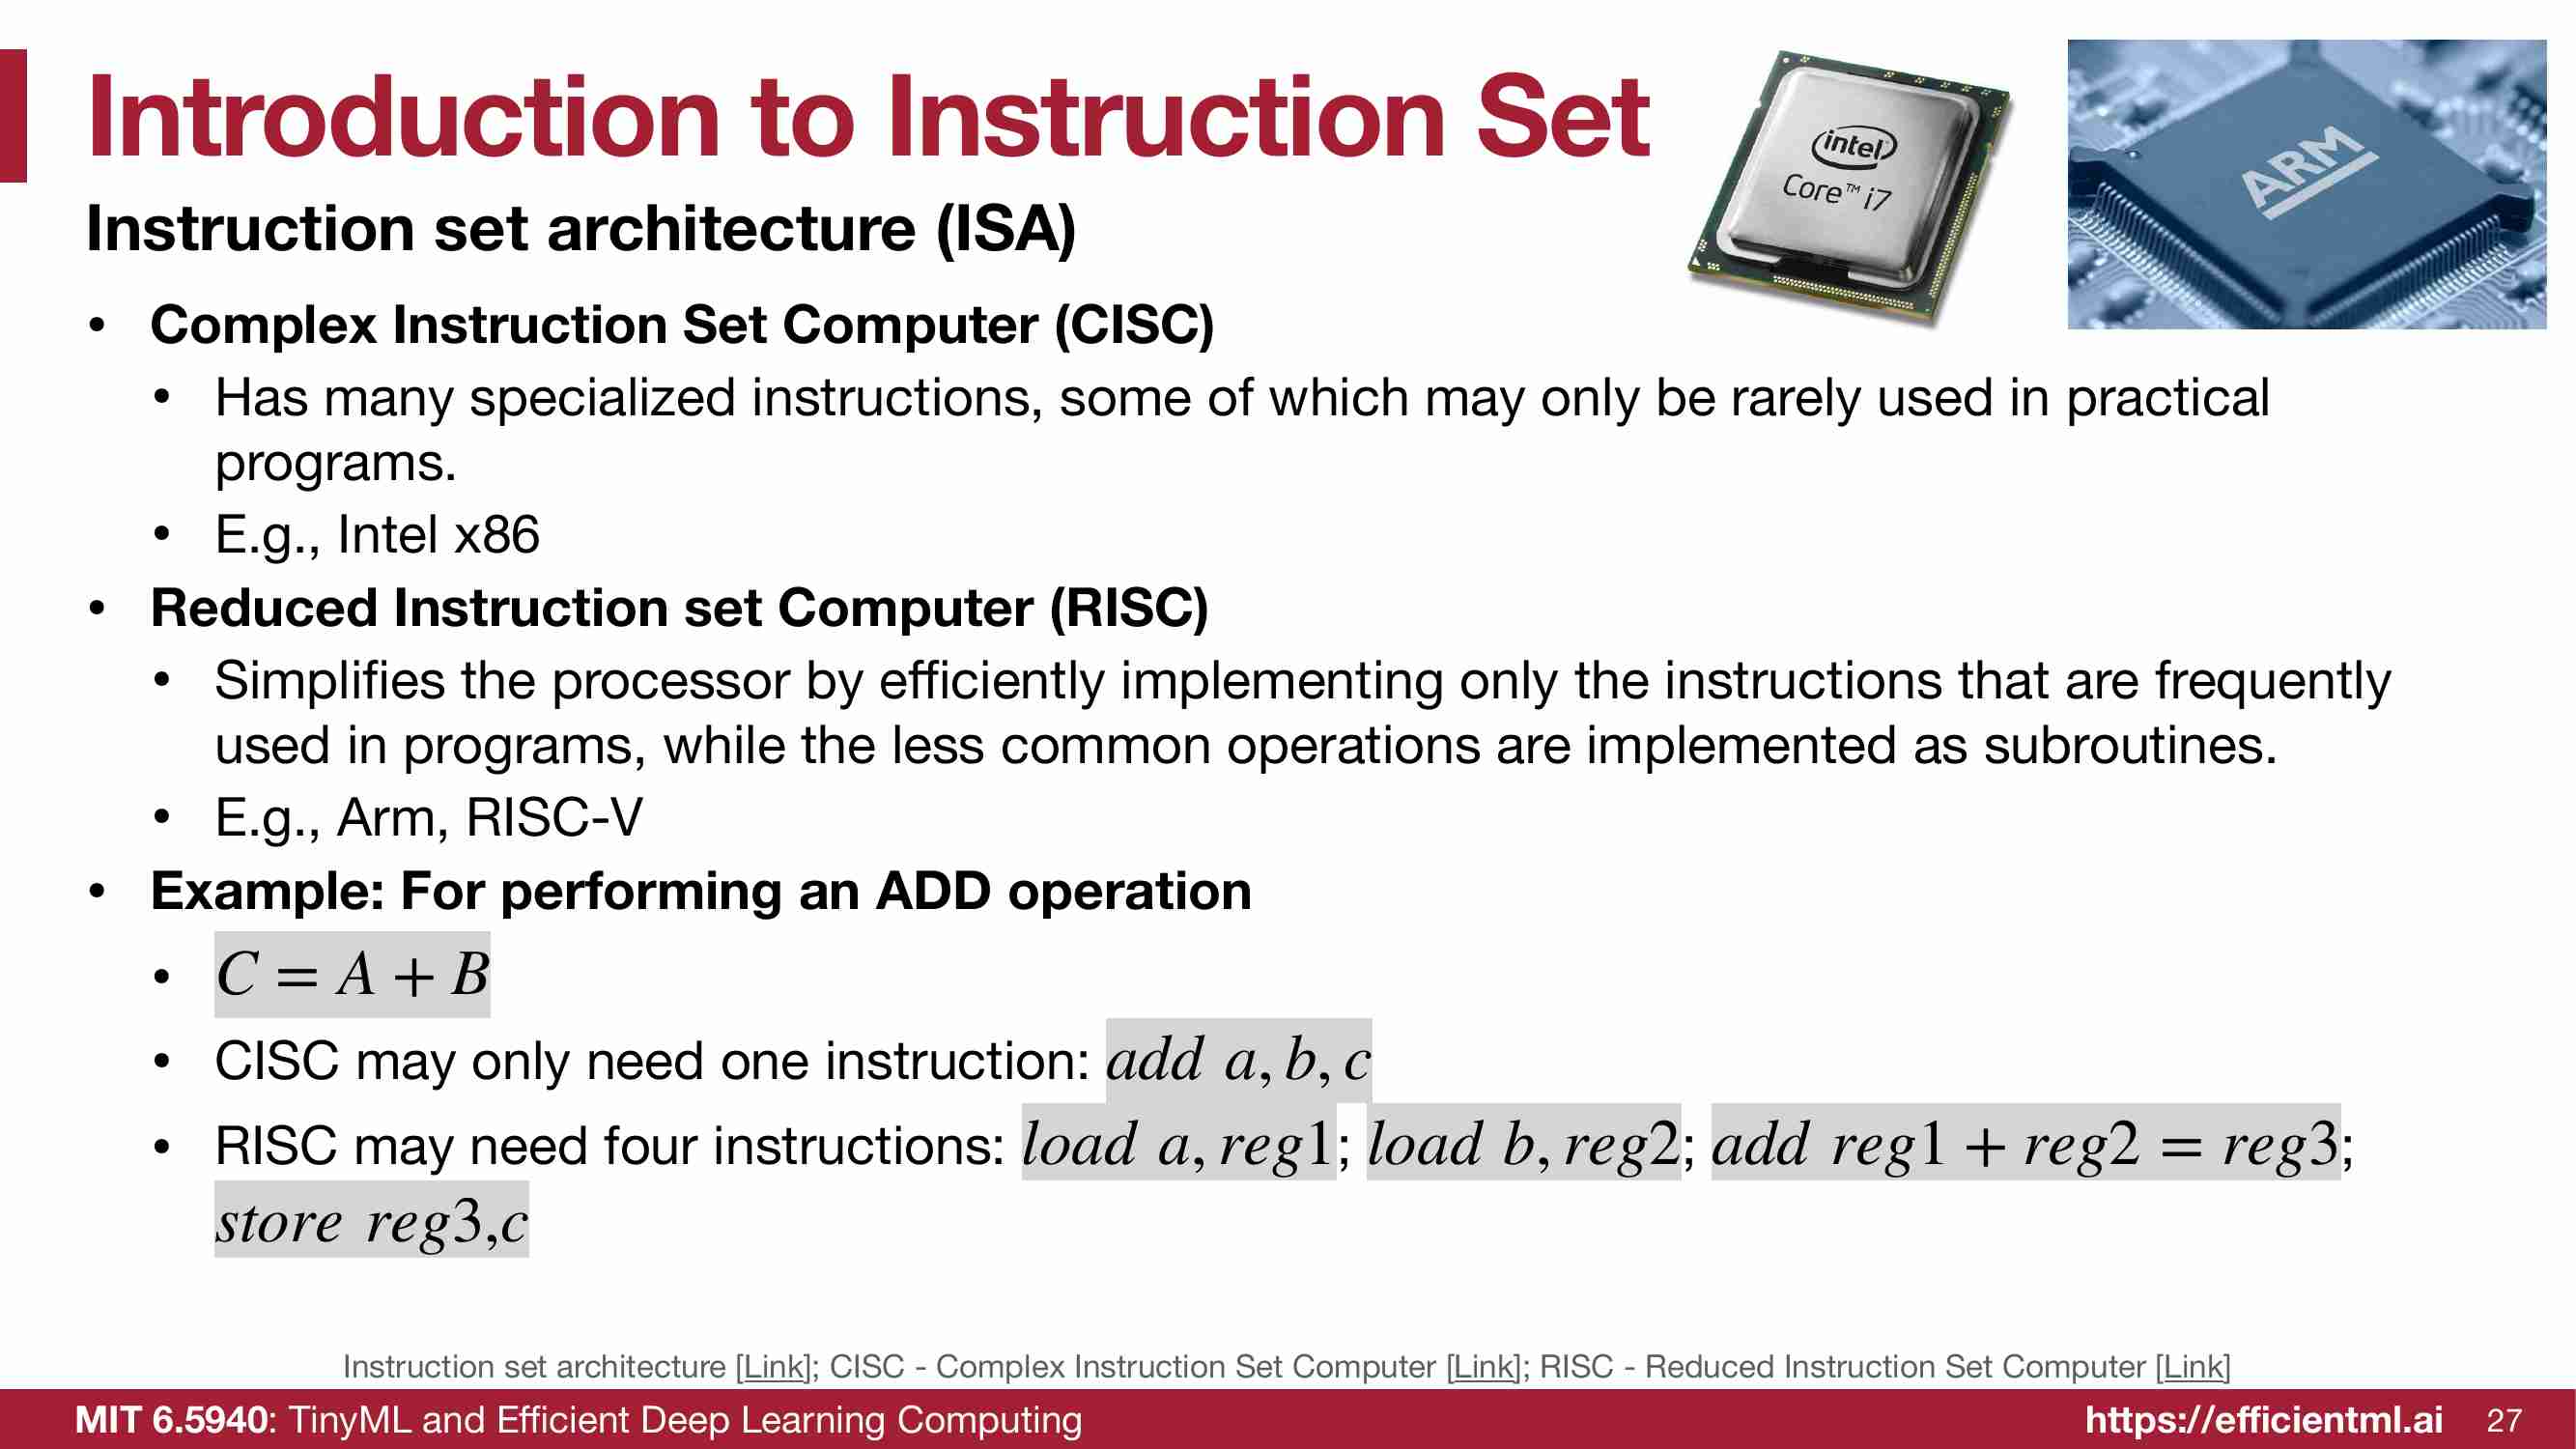 Introduction to Instruction Set
intel
Core™ i7
ARM
Instruction set architecture (ISA)
• Complex Instruction Set Computer (CISC)
• Has many specialized instructions, some of which may only be rarely used in practical
programs.
• E.g., Intel x86
• Reduced Instruction set Computer (RISC)
• Simplifies the processor by efficiently implementing only the instructions that are frequently
used in programs, while the less common operations are implemented as subroutines.
• E.g., Arm, RISC-V
• Example: For performing an ADD operation
• C = A + B
• CISC may only need one instruction: add a, b, c
• RISC may need four instructions: load a, reg1; load b, reg2; add reg1 + reg2 = reg3;
store reg3,c
Instruction set architecture [Link]; CISC - Complex Instruction Set Computer [Link]; RISC - Reduced Instruction Set Computer [Link]
MIT 6.5940: TinyML and Efficient Deep Learning Computing
https://efficientml.ai 27